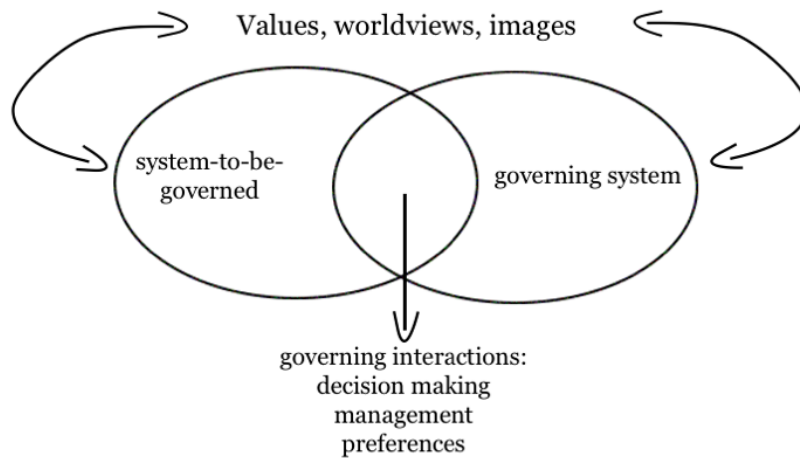 Values, worldviews, images
system-to-be-
governed
governing system
governing interactions:
decision making
management
preferences